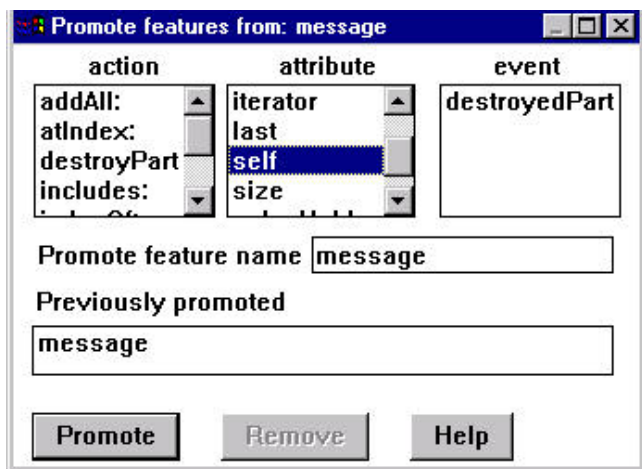 Promote features from: message
action attribute event
addAll: iterator destroyedPart
atIndex: last
destroyPart self
includes: size
Promote feature name message
Previously promoted
message
Promote Remove Help